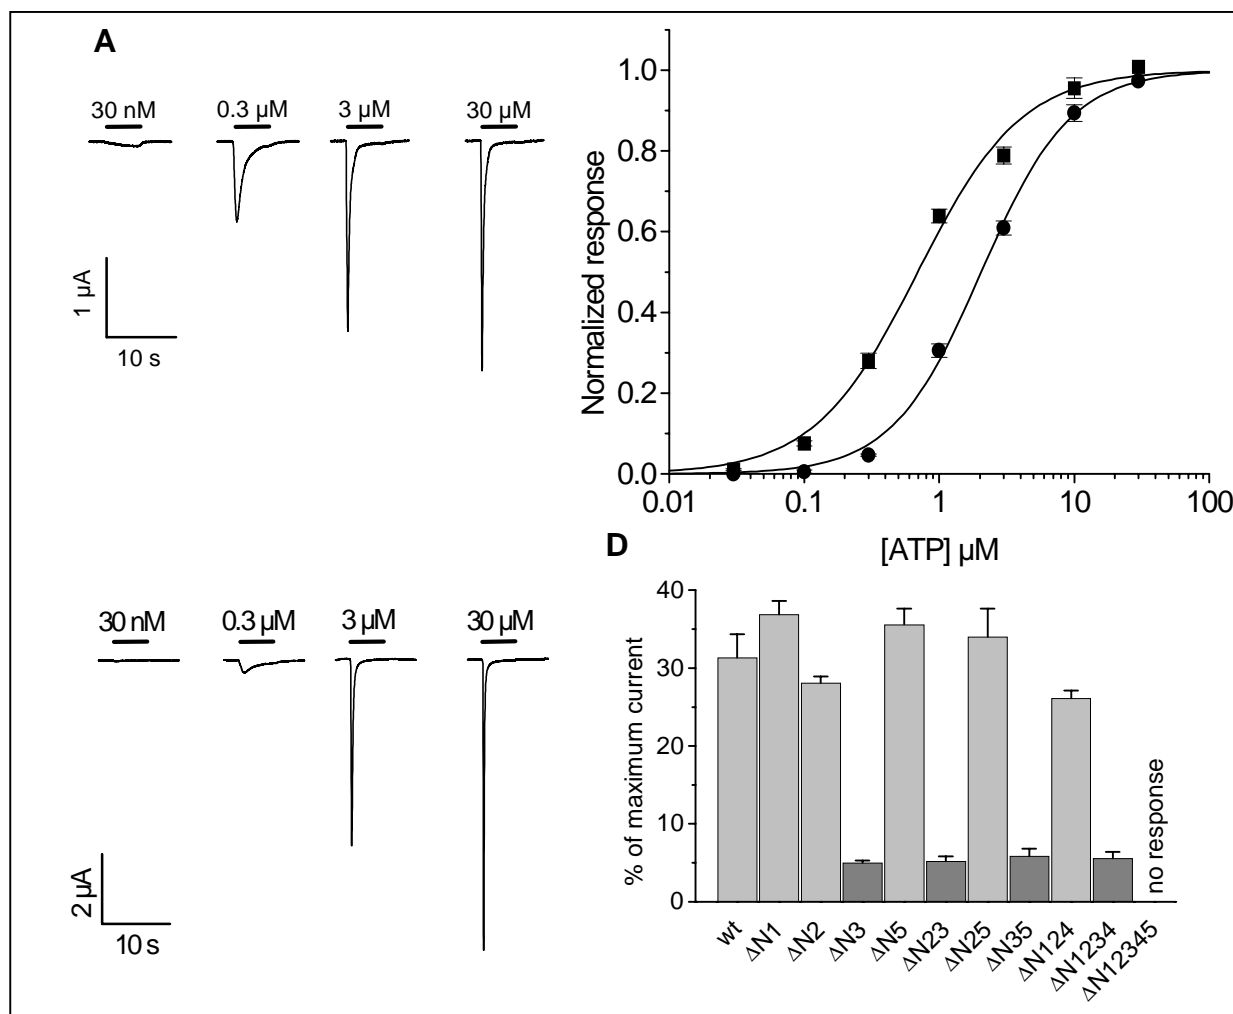 A
30 nM 0.3 µM 3 µM 30 µM
1 µA
10 s
Normalized response
1.0
0.8
0.6
0.4
0.2
0.0
0.01 0.1 1 10 100
[ATP] µM
30 nM 0.3 µM 3 µM 30 µM
2 µA
10 s
D
% of maximum current
40
30
20
10
0
no response
wt
ΔN1
ΔN2
ΔN3
ΔN5
ΔN23
ΔN25
ΔN35
ΔN124
ΔN1234
ΔN12345